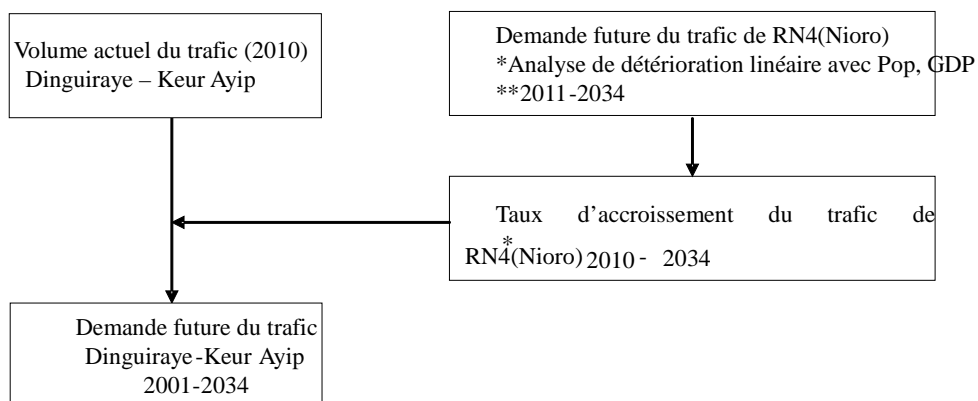 Volume actuel du trafic (2010)
Dinguiraye – Keur Ayip
Demande future du trafic de RN4(Nioro)
*Analyse de détérioration linéaire avec Pop, GDP
**2011-2034
Taux d’accroissement du trafic de
RN4(Nioro)
* 2010 - 2034
Demande future du trafic
Dinguiraye-Keur Ayip
2001-2034